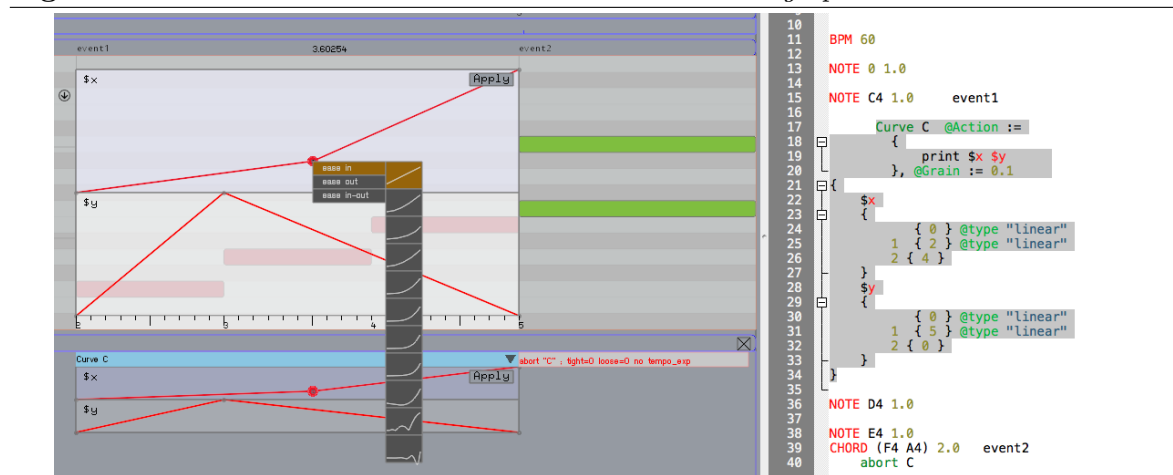 event1 3.60254 event2
$x Apply
ease in
ease out
ease in-out
$y
2 3 4 5
Curve C abort "C" ; tight=0 loose=0 no tempo_exp
$x Apply
$y
10
11 BPM 60
12
13 NOTE 0 1.0
14
15 NOTE C4 1.0 event1
16
17 Curve C @Action :=
18 {
19 print $x $y
20 }, @Grain := 0.1
21 {
22 $x
23 {
24 { 0 } @type "linear"
25 1 { 2 } @type "linear"
26 2 { 4 }
27 }
28 $y
29 {
30 { 0 } @type "linear"
31 1 { 5 } @type "linear"
32 2 { 0 }
33 }
34 }
35
36 NOTE D4 1.0
37
38 NOTE E4 1.0
39 CHORD (F4 A4) 2.0 event2
40 abort C